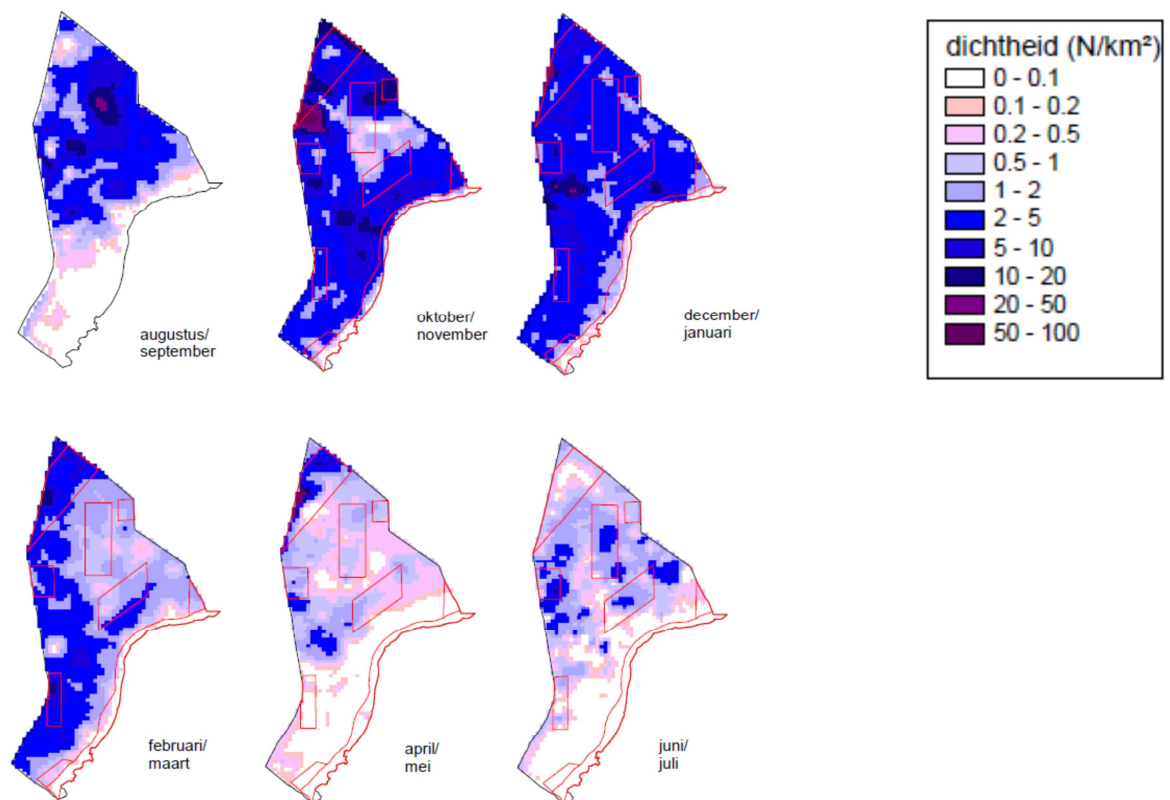 dichtheid (N/km²)
0 - 0.1
0.1 - 0.2
0.2 - 0.5
0.5 - 1
1 - 2
2 - 5
5 - 10
10 - 20
20 - 50
50 - 100
augustus/
september
oktober/
november
december/
januari
februari/
maart
april/
mei
juni/
juli